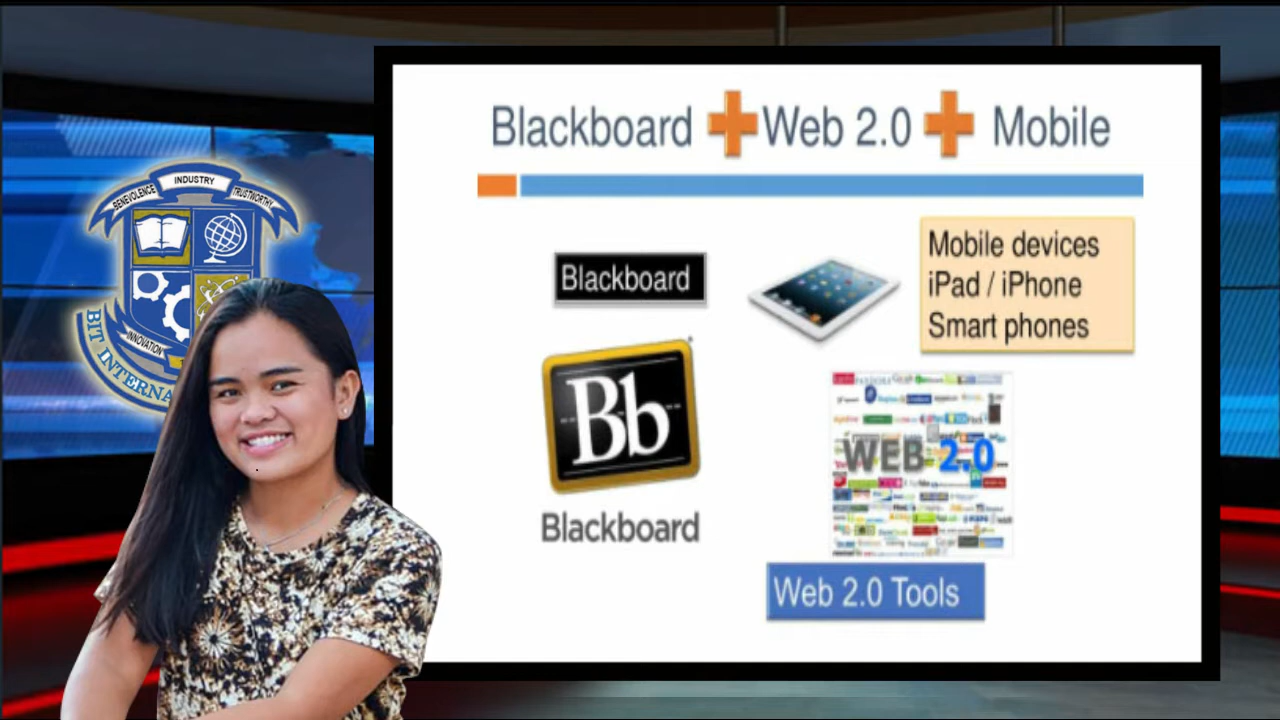 Blackboard + Web 2.0 + Mobile
Mobile devices
iPad / iPhone
Smart phones
Blackboard
Bb
Blackboard
WEB 2.0
Web 2.0 Tools
BENEVOLENCE
INDUSTRY
TRUSTWORTHY
INNOVATION
BIT INTERNA